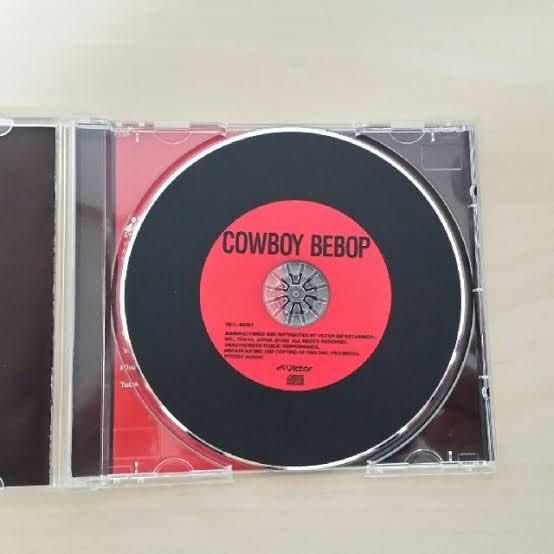 COWBOY BEBOP
MANUFACTURED AND DISTRIBUTED BY VICTOR ENTERTAINMENT,
INC., TOKYO, JAPAN. ALL RIGHTS RESERVED.
UNAUTHORIZED PUBLIC PERFORMANCE,
BROADCASTING AND COPYING OF THIS DISC PROHIBITED.
Victor